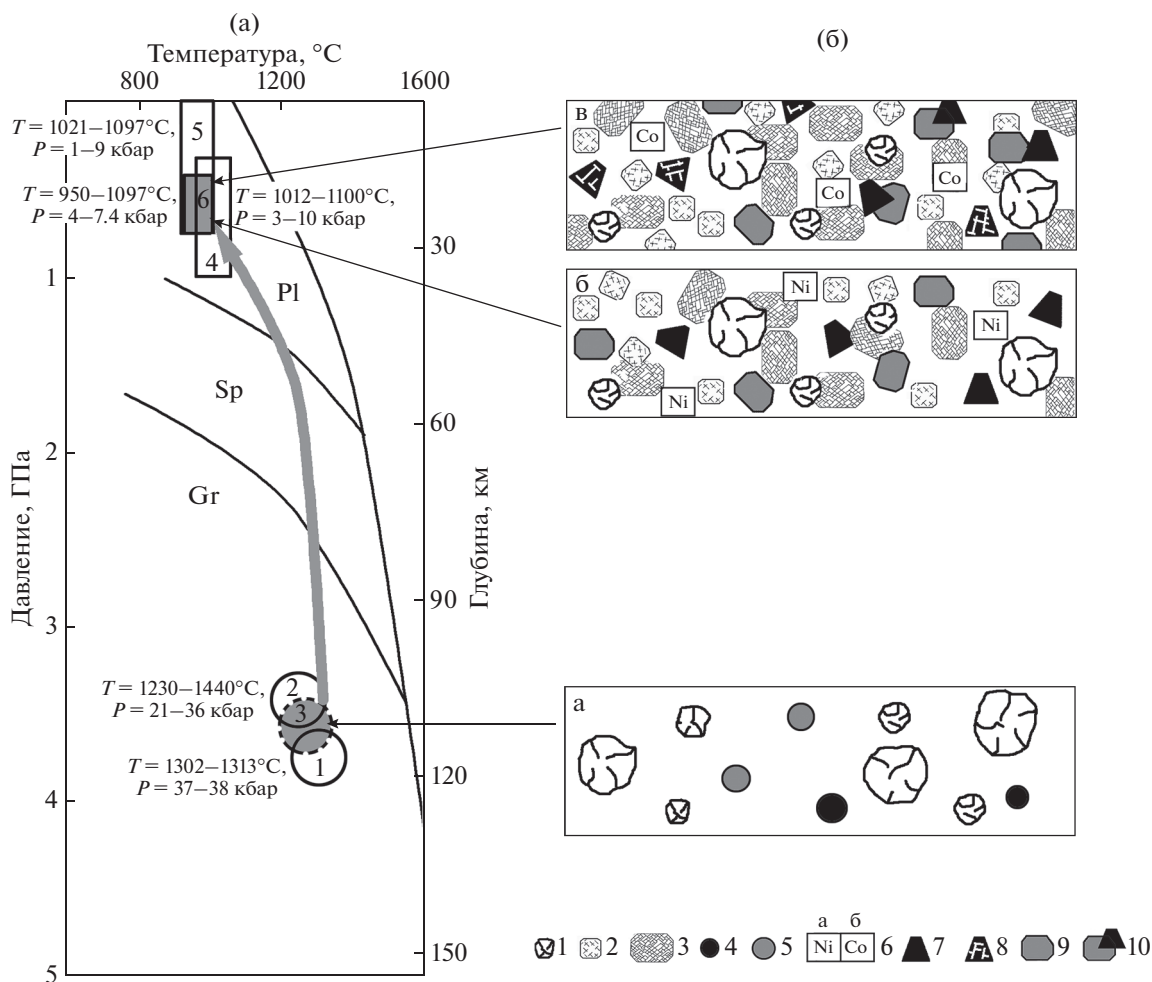 (а)
(б)
Температура, °С
800
1200
1600
T = 1021–1097°С,
P = 1–9 кбар
T = 950–1097°С,
P = 4–7.4 кбар
T = 1012–1100°С,
P = 3–10 кбар
5
6
4
Pl
Sp
Gr
1
2
3
4
5
Давление, ГПа
30
60
90
120
150
Глубина, км
T = 1230–1440°С,
P = 21–36 кбар
T = 1302–1313°С,
P = 37–38 кбар
2
3
1
в
Co
Co
Co
б
Ni
Ni
Ni
а
а б
1 2 3 4 5 Ni Co 6 7 8 9 10